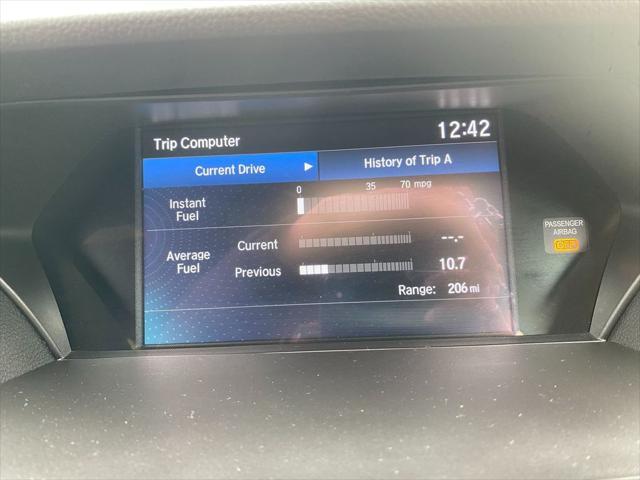 Trip Computer 12:42
Current Drive History of Trip A
0 35 70 mpg
Instant
Fuel
Average
Fuel
Current --.-
Previous 10.7
Range: 206 mi
PASSENGER
AIRBAG